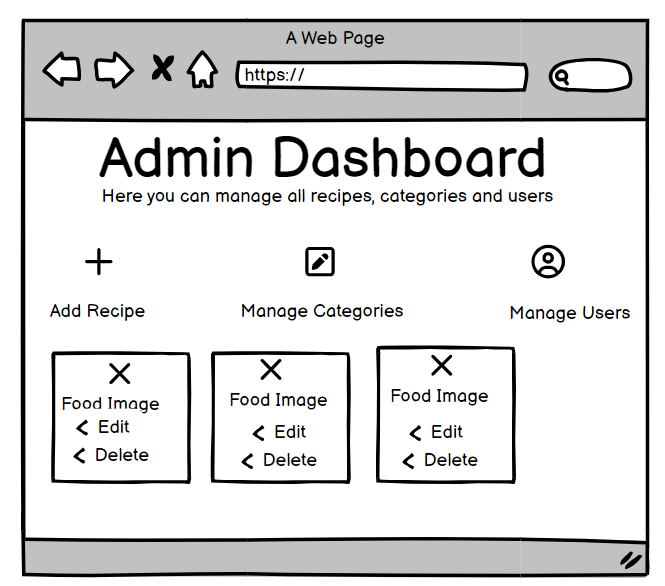 A Web Page
https://
Admin Dashboard
Here you can manage all recipes, categories and users
Add Recipe
Manage Categories
Manage Users
Food Image
Edit
Delete
Food Image
Edit
Delete
Food Image
Edit
Delete